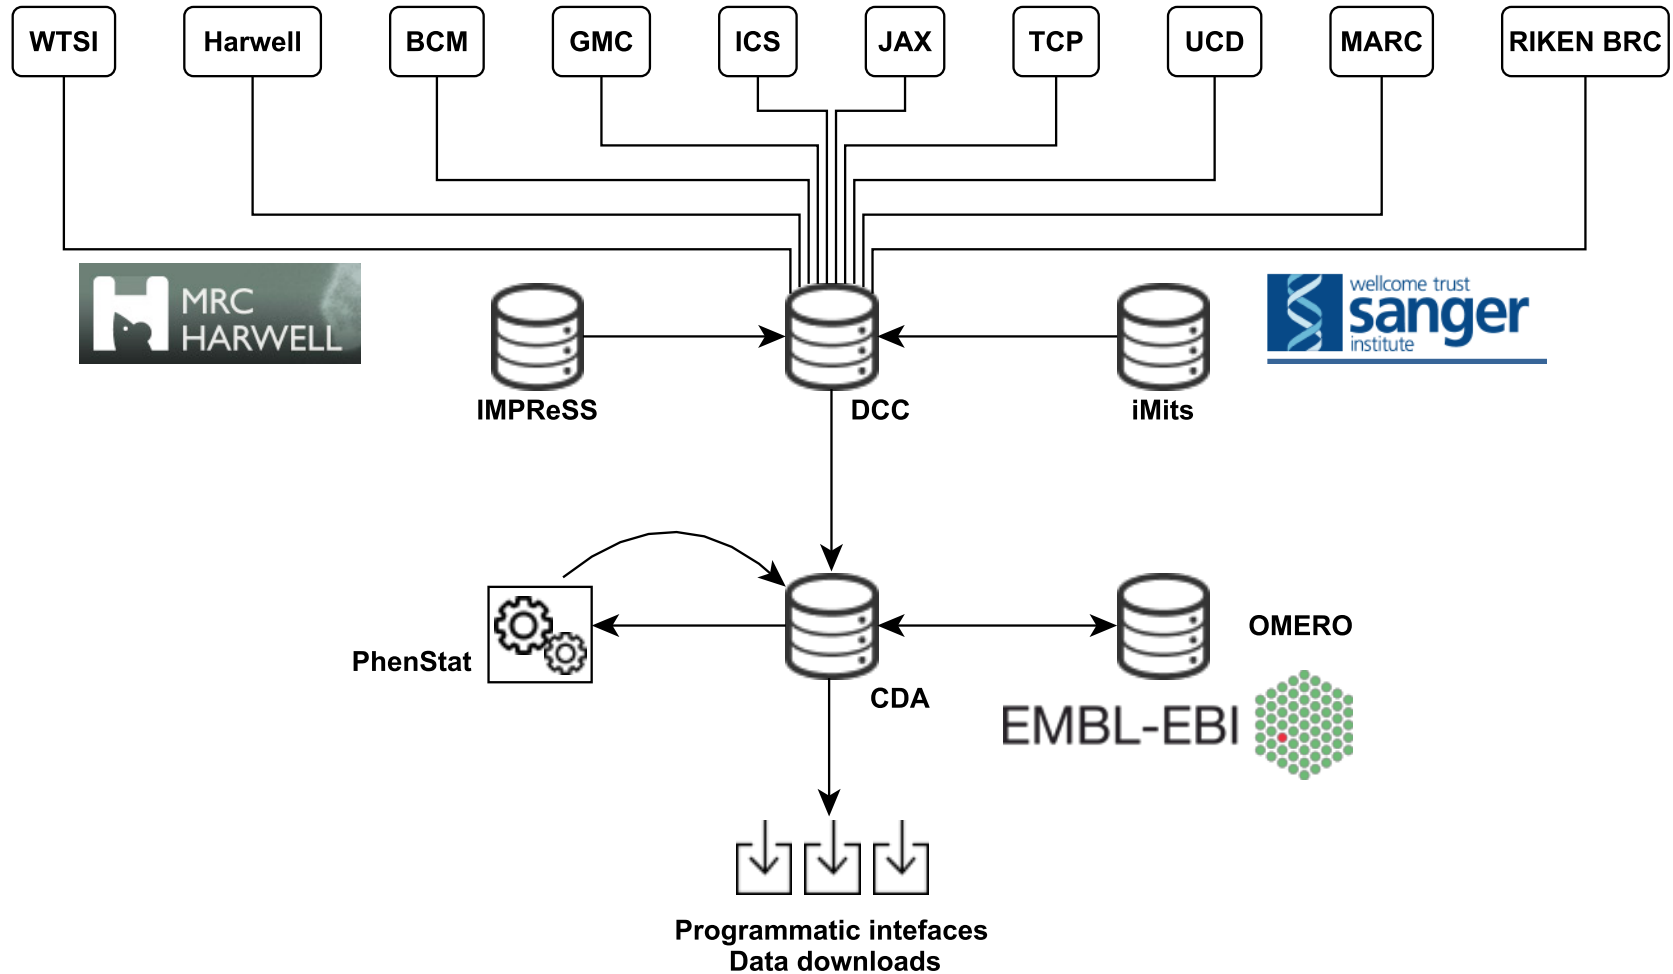 WTSI
Harwell
BCM
GMC
ICS
JAX
TCP
UCD
MARC
RIKEN BRC
MRC
HARWELL
wellcome trust
sanger
institute
IMPReSS
DCC
iMits
PhenStat
CDA
OMERO
EMBL-EBI
Programmatic intefaces
Data downloads